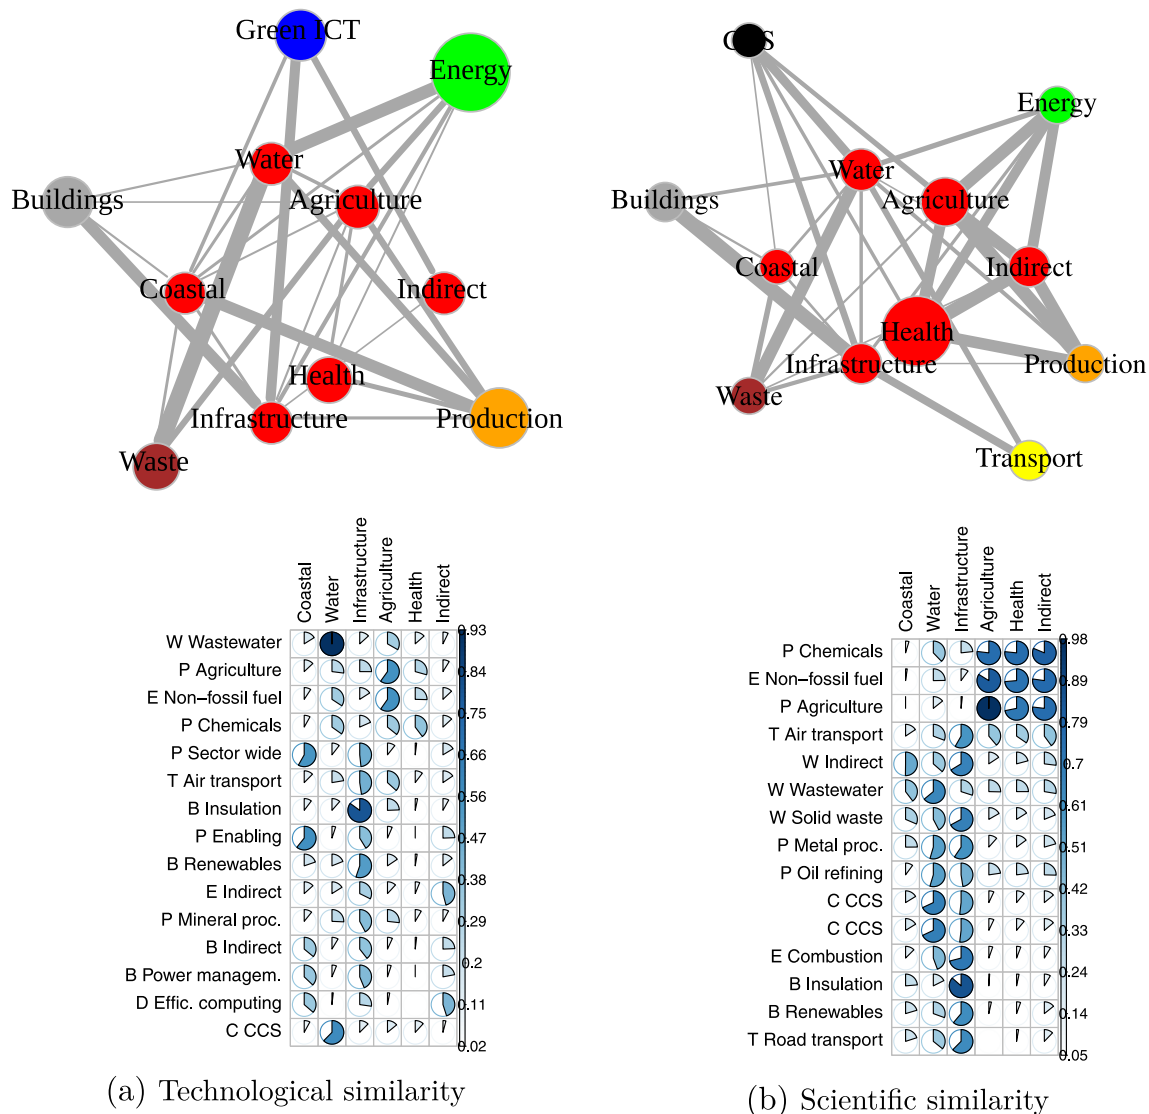 Green ICT
Energy
Water
Buildings
Agriculture
Coastal
Indirect
Health
Infrastructure
Production
Waste
CCS
Energy
Water
Buildings
Agriculture
Coastal
Indirect
Health
Infrastructure
Production
Waste
Transport
Coastal
Water
Infrastructure
Agriculture
Health
Indirect
W Wastewater
P Agriculture
E Non−fossil fuel
P Chemicals
P Sector wide
T Air transport
B Insulation
P Enabling
B Renewables
E Indirect
P Mineral proc.
B Indirect
B Power managem.
D Effic. computing
C CCS
0.93
0.84
0.75
0.66
0.56
0.47
0.38
0.29
0.2
0.11
0.02
(a) Technological similarity
Coastal
Water
Infrastructure
Agriculture
Health
Indirect
P Chemicals
E Non−fossil fuel
P Agriculture
T Air transport
W Indirect
W Wastewater
W Solid waste
P Metal proc.
P Oil refining
C CCS
C CCS
E Combustion
B Insulation
B Renewables
T Road transport
0.98
0.89
0.79
0.7
0.61
0.51
0.42
0.33
0.24
0.14
0.05
(b) Scientific similarity